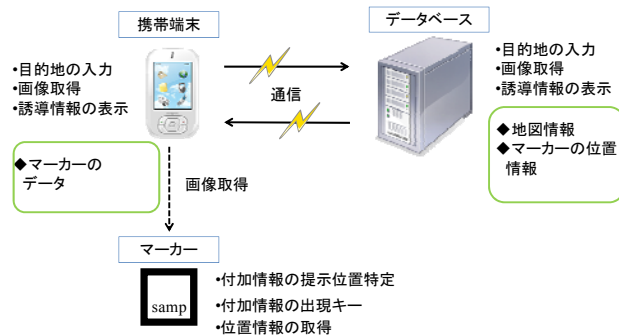 携帯端末
データベース
•目的地の入力
•画像取得
•誘導情報の表示
通信
•目的地の入力
•画像取得
•誘導情報の表示
◆マーカーの
データ
◆地図情報
◆マーカーの位置
情報
画像取得
マーカー
samp
•付加情報の提示位置特定
•付加情報の出現キー
•位置情報の取得